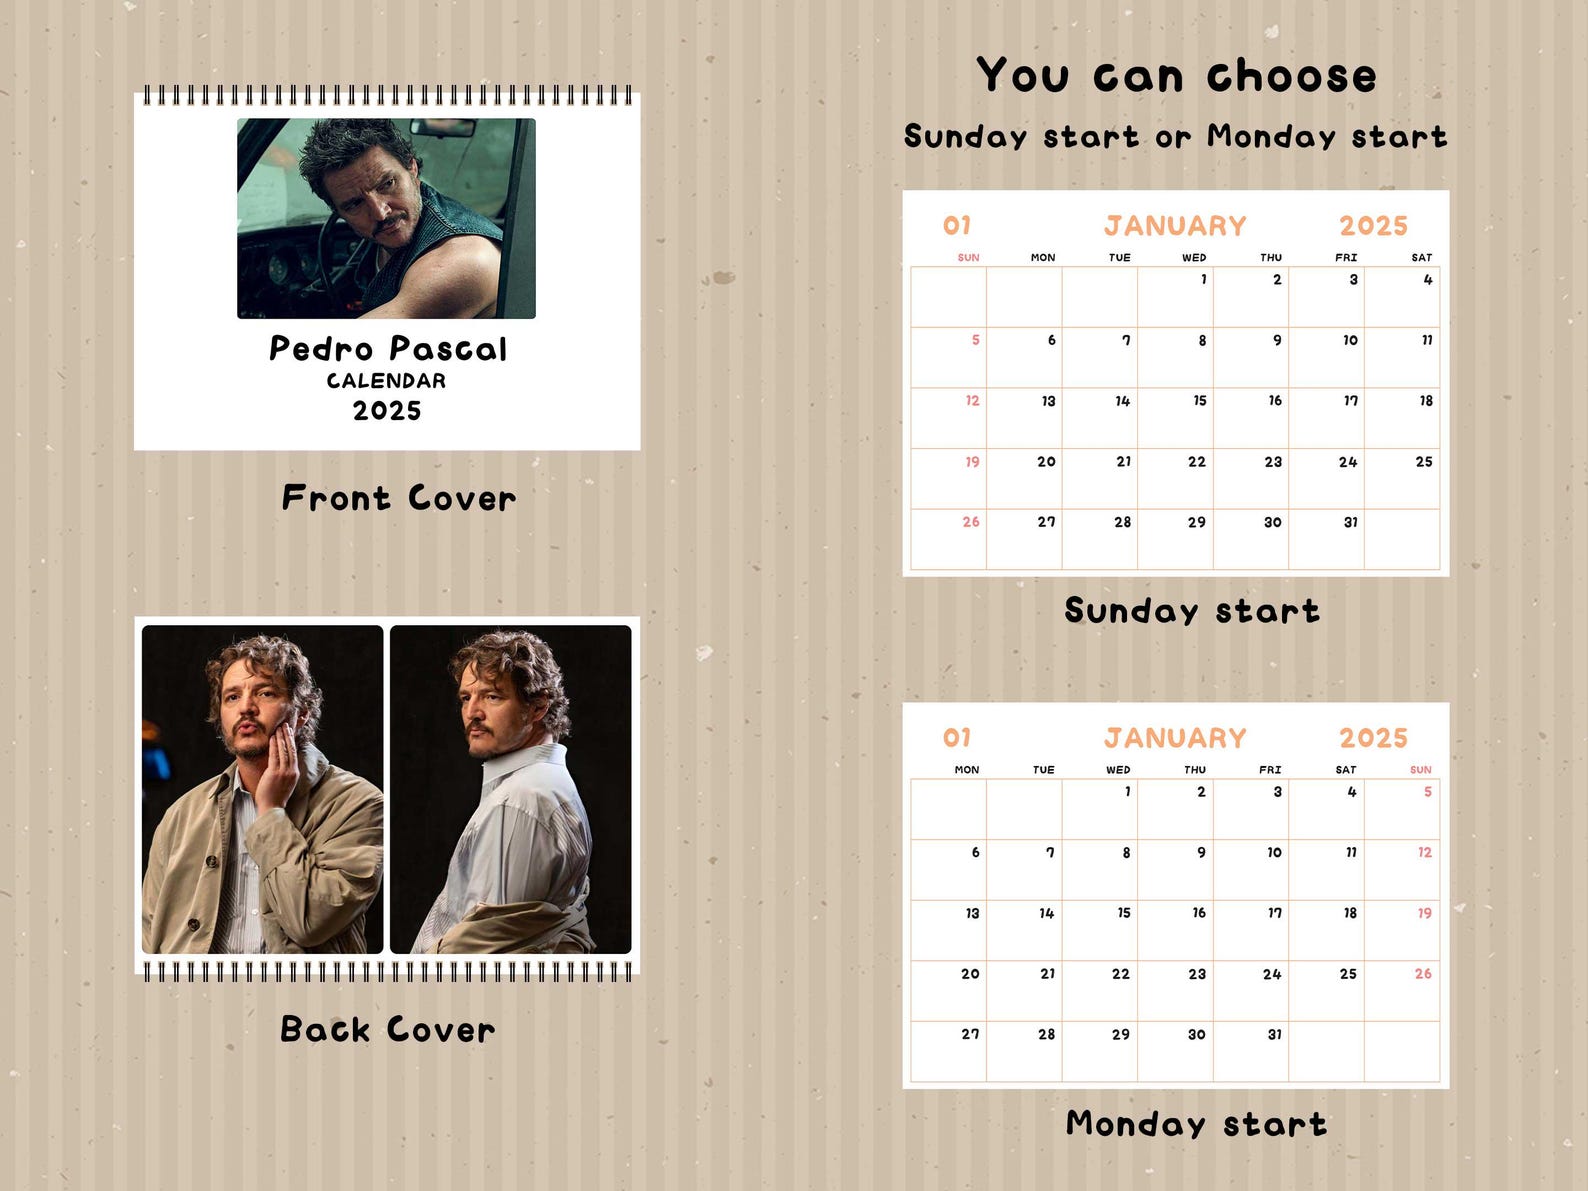 Pedro Pascal
CALENDAR
2025
Front Cover
Back Cover
You can choose
Sunday start or Monday start
01 JANUARY 2025
SUN MON TUE WED THU FRI SAT
1 2 3 4
5 6 7 8 9 10 11
12 13 14 15 16 17 18
19 20 21 22 23 24 25
26 27 28 29 30 31
Sunday start
01 JANUARY 2025
MON TUE WED THU FRI SAT SUN
1 2 3 4 5
6 7 8 9 10 11 12
13 14 15 16 17 18 19
20 21 22 23 24 25 26
27 28 29 30 31
Monday start